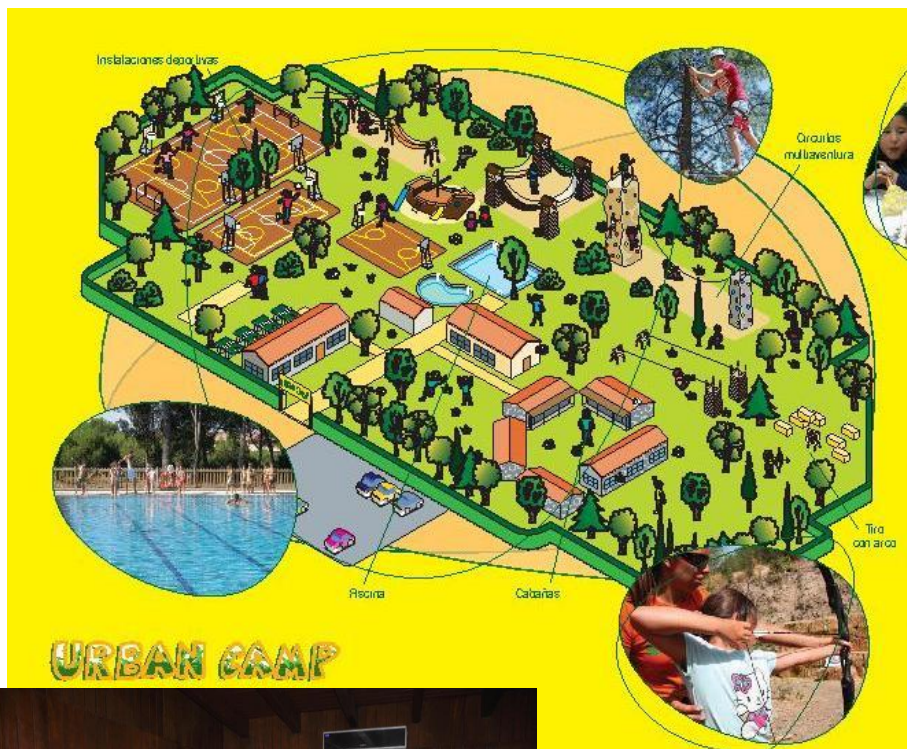 Instalaciones deportivas
Circuitos
multiaventura
Tiro
con arco
Piscina
Cabañas
URBAN CAMP